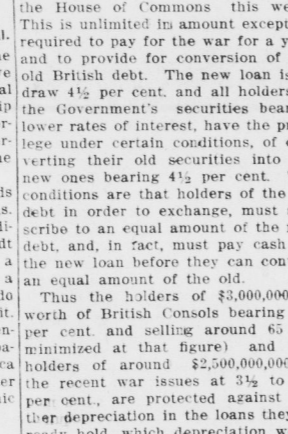 the House of Commons this we
This is unlimited in amount except
required to pay for the war for a y
and to provide for conversion of
old British debt. The new loan is
draw 4½ per cent. and all holders
the Government's securities bear
lower rates of interest, have the pr
lege under certain conditions, of c
verting their old securities into
new ones bearing 4½ per cent.
conditions are that holders of the
debt in order to exchange, must
scribe to an equal amount of the
debt, and, in fact, must pay cash
the new loan before they can con
an equal amount of the old.
Thus the holders of $3,000,000
worth of British Consols bearing
per cent. and selling around 65
minimized at that figure) and
holders of around $2,500,000,000
the recent war issues at 3½ to
per cent., are protected against
ther depreciation in the loans they
ready hold, which depreciation w